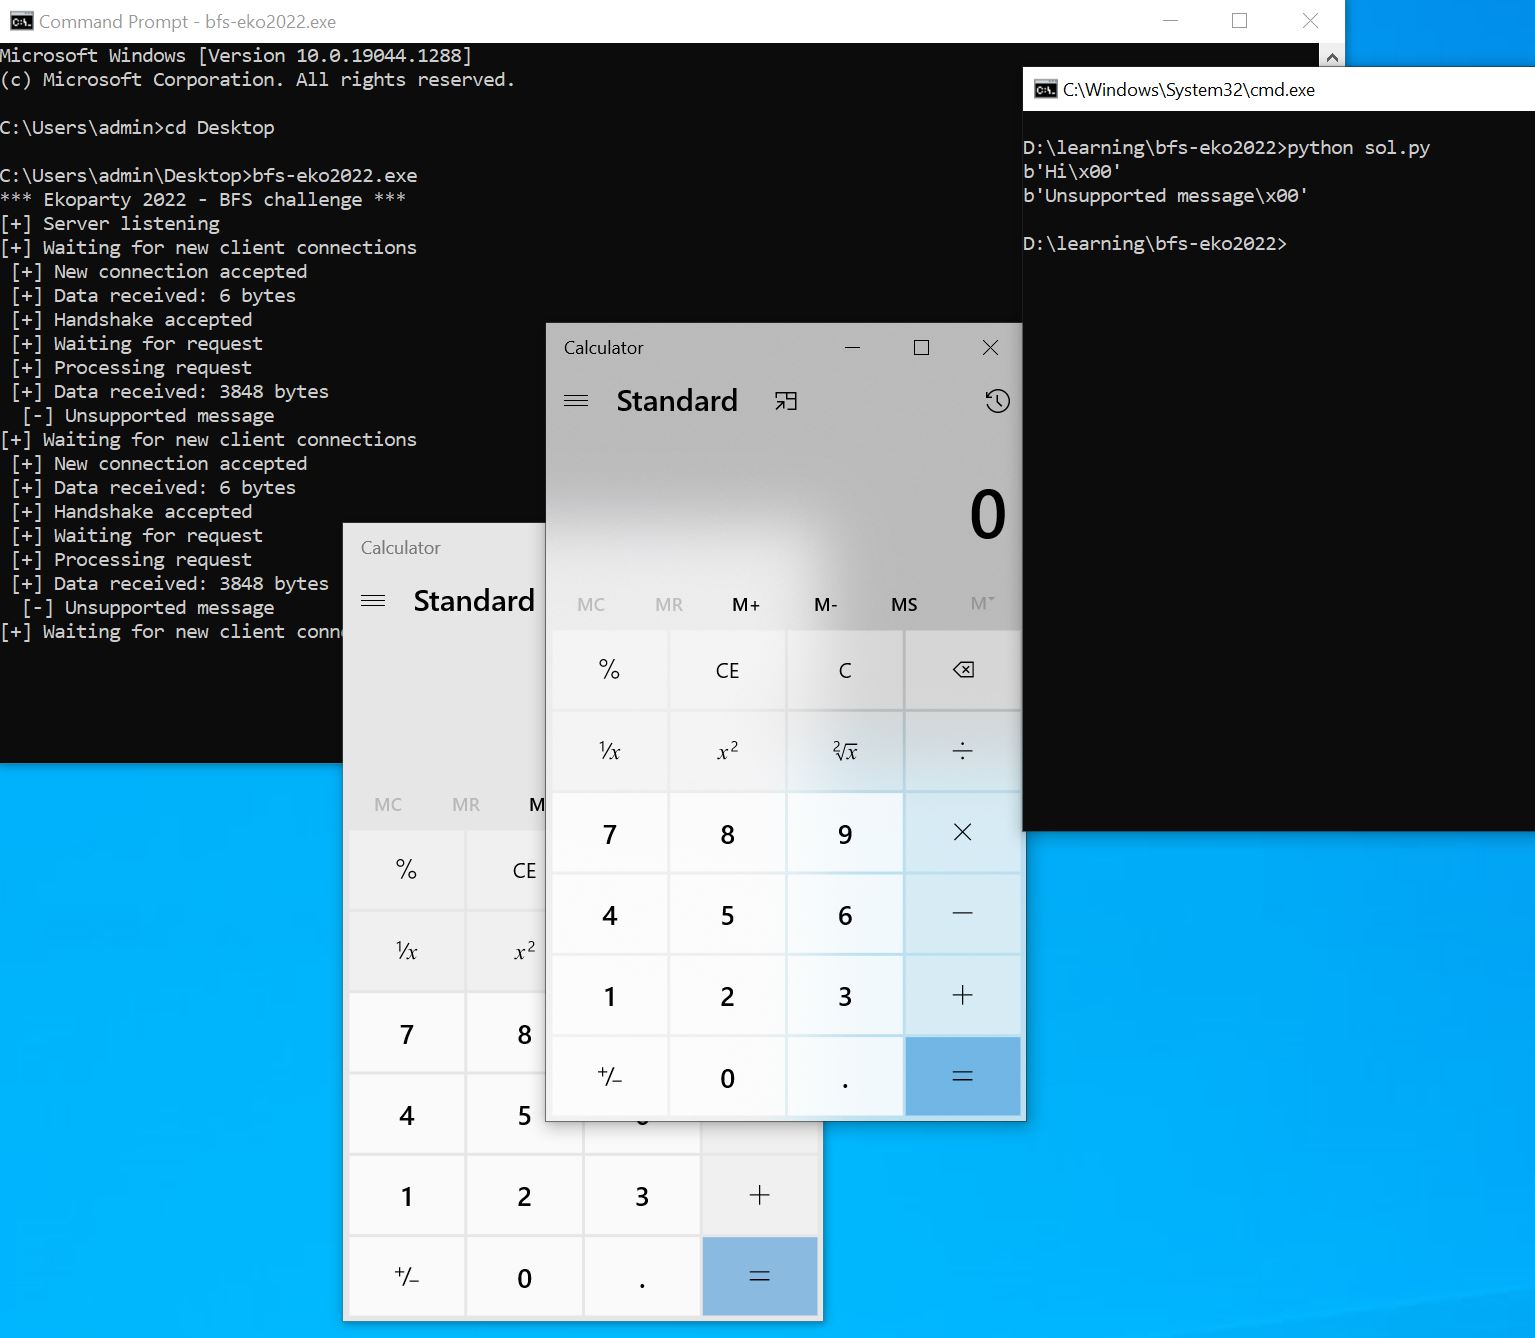 Command Prompt - bfs-eko2022.exe
Microsoft Windows [Version 10.0.19044.1288]
(c) Microsoft Corporation. All rights reserved.
C:\Users\admin>cd Desktop
C:\Users\admin\Desktop>bfs-eko2022.exe
*** Ekoparty 2022 - BFS challenge ***
[+] Server listening
[+] Waiting for new client connections
[+] New connection accepted
[+] Data received: 6 bytes
[+] Handshake accepted
[+] Waiting for request
[+] Processing request
[+] Data received: 3848 bytes
[-] Unsupported message
[+] Waiting for new client connections
[+] New connection accepted
[+] Data received: 6 bytes
[+] Handshake accepted
[+] Waiting for request
[+] Processing request
[+] Data received: 3848 bytes
[-] Unsupported message
[+] Waiting for new client conn
C:\Windows\System32\cmd.exe
D:\learning\bfs-eko2022>python sol.py
b'Hi\x00'
b'Unsupported message\x00'
D:\learning\bfs-eko2022>
Calculator
Standard
0
MC MR M+ M- MS M˅
% CE C
⅟x x² ²√x ÷
7 8 9 ×
4 5 6 −
1 2 3 +
+/− 0 . =
Calculator
Standard
MC MR M
% CE
⅟x x²
7 8
4 5
1 2 3 +
+/− 0 . =